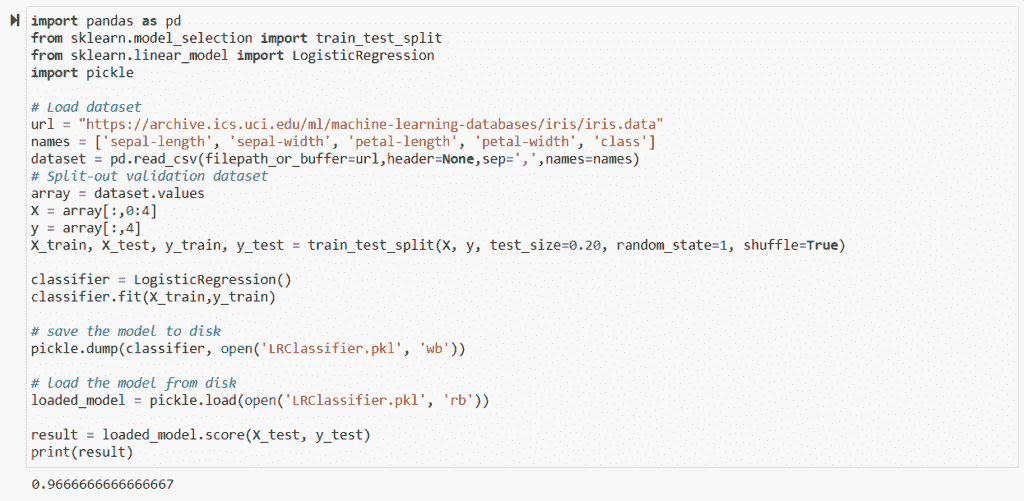 import pandas as pd
from sklearn.model_selection import train_test_split
from sklearn.linear_model import LogisticRegression
import pickle
# Load dataset
url = "https://archive.ics.uci.edu/ml/machine-learning-databases/iris/iris.data"
names = ['sepal-length', 'sepal-width', 'petal-length', 'petal-width', 'class']
dataset = pd.read_csv(filepath_or_buffer=url,header=None,sep=',',names=names)
# Split-out validation dataset
array = dataset.values
X = array[:,0:4]
y = array[:,4]
X_train, X_test, y_train, y_test = train_test_split(X, y, test_size=0.20, random_state=1, shuffle=True)
classifier = LogisticRegression()
classifier.fit(X_train,y_train)
# save the model to disk
pickle.dump(classifier, open('LRClassifier.pkl', 'wb'))
# load the model from disk
loaded_model = pickle.load(open('LRClassifier.pkl', 'rb'))
result = loaded_model.score(X_test, y_test)
print(result)
0.9666666666666667